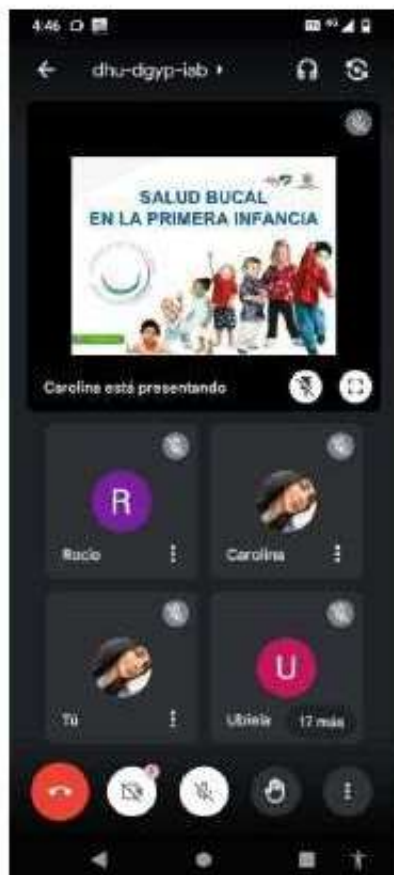 4:46
dhu-dgyp-iab
SALUD BUCAL
EN LA PRIMERA INFANCIA
Carolina está presentando
R
Rocío
Carolina
Tú
U
Ubiela
17 más